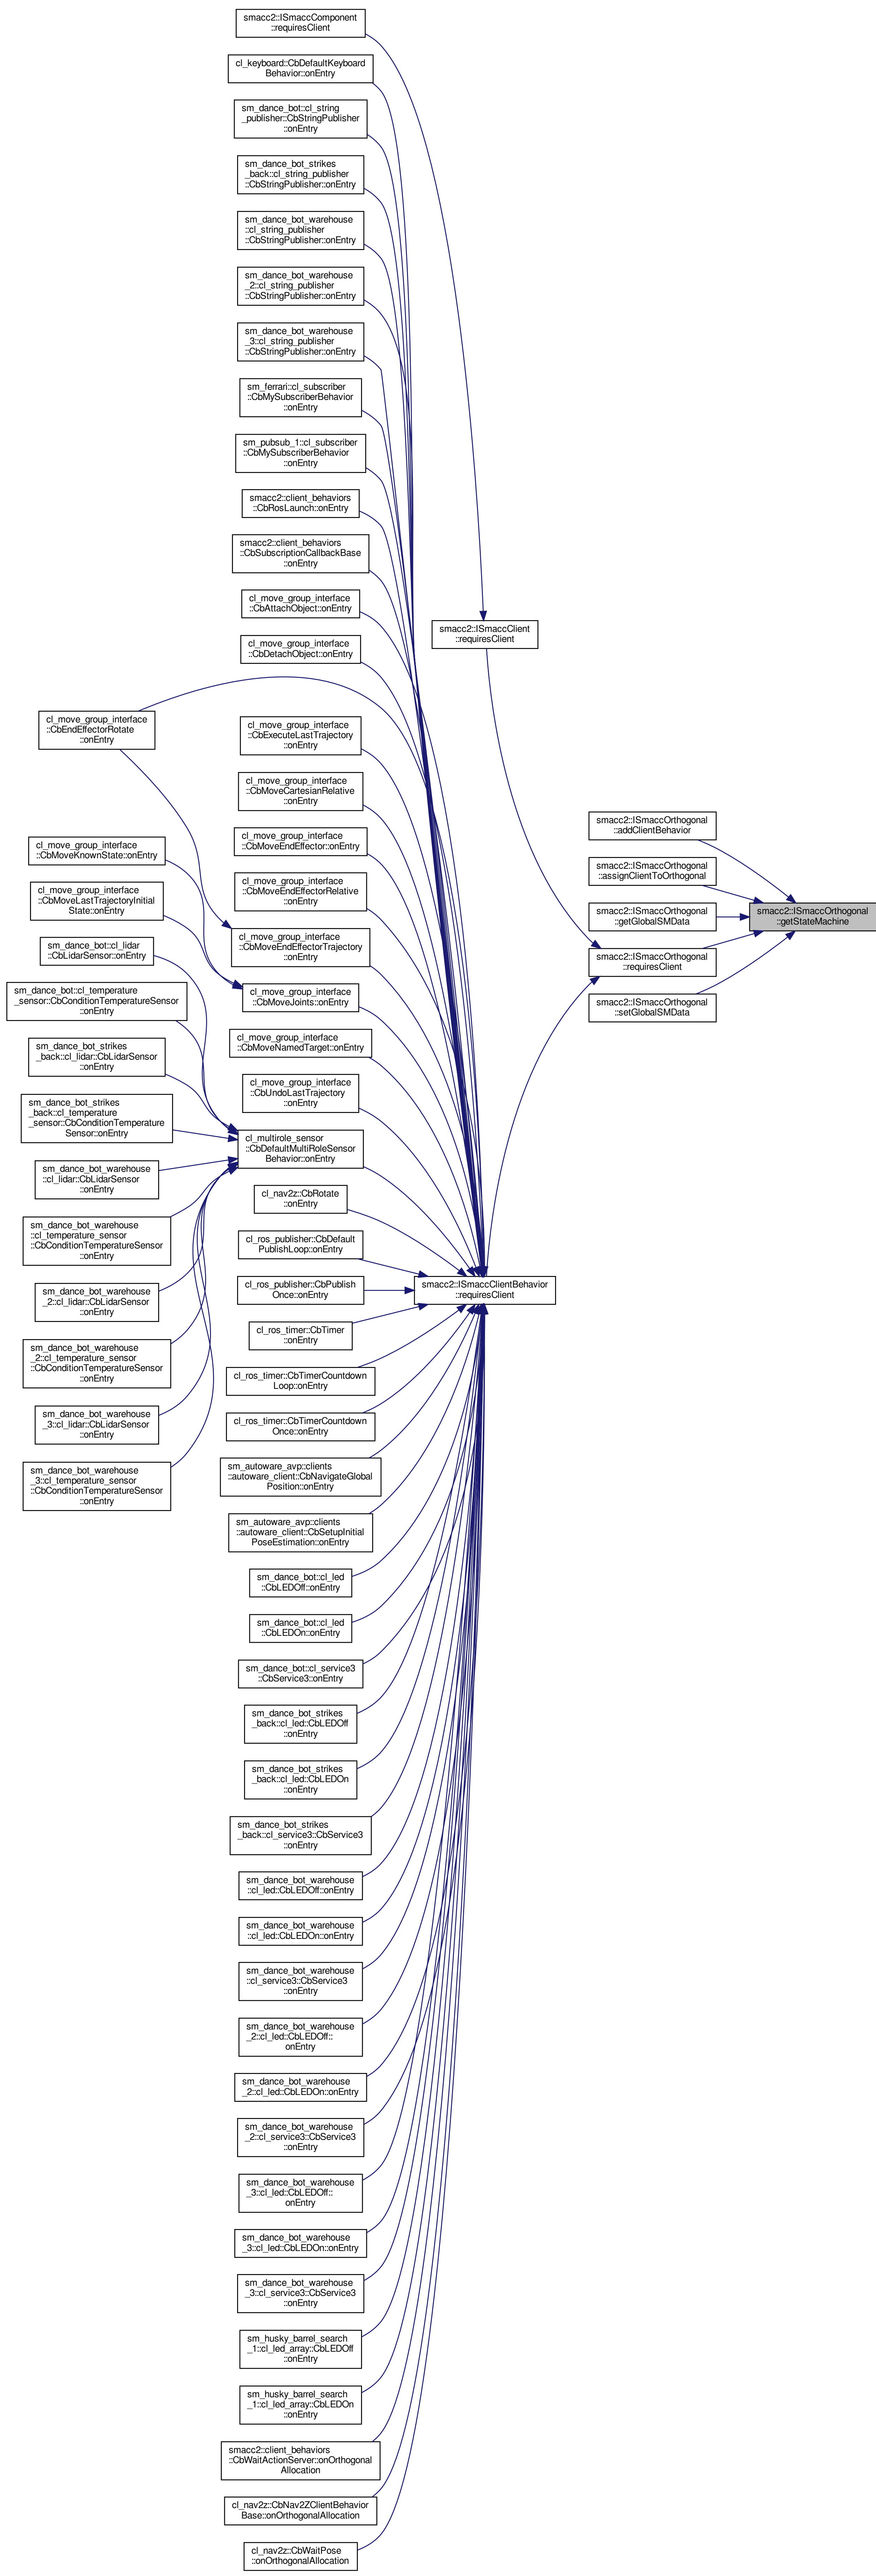 smacc2::ISmaccComponent
::requiresClient
cl_keyboard::CbDefaultKeyboard
Behavior::onEntry
sm_dance_bot::cl_string
_publisher::CbStringPublisher
::onEntry
sm_dance_bot_strikes
_back::cl_string_publisher
::CbStringPublisher::onEntry
sm_dance_bot_warehouse
::cl_string_publisher
::CbStringPublisher::onEntry
sm_dance_bot_warehouse
_2::cl_string_publisher
::CbStringPublisher::onEntry
sm_dance_bot_warehouse
_3::cl_string_publisher
::CbStringPublisher::onEntry
sm_ferrari::cl_subscriber
::CbMySubscriberBehavior
::onEntry
sm_pubsub_1::cl_subscriber
::CbMySubscriberBehavior
::onEntry
smacc2::client_behaviors
::CbRosLaunch::onEntry
smacc2::client_behaviors
::CbSubscriptionCallbackBase
::onEntry
cl_move_group_interface
::CbAttachObject::onEntry
smacc2::ISmaccClient
::requiresClient
cl_move_group_interface
::CbDetachObject::onEntry
cl_move_group_interface
::CbEndEffectorRotate
::onEntry
cl_move_group_interface
::CbExecuteLastTrajectory
::onEntry
cl_move_group_interface
::CbMoveCartesianRelative
::onEntry
smacc2::ISmaccOrthogonal
::addClientBehavior
cl_move_group_interface
::CbMoveKnownState::onEntry
cl_move_group_interface
::CbMoveEndEffector::onEntry
smacc2::ISmaccOrthogonal
::assignClientToOrthogonal
cl_move_group_interface
::CbMoveLastTrajectoryInitial
State::onEntry
cl_move_group_interface
::CbMoveEndEffectorRelative
::onEntry
smacc2::ISmaccOrthogonal
::getGlobalSMData
smacc2::ISmaccOrthogonal
::getStateMachine
sm_dance_bot::cl_lidar
::CbLidarSensor::onEntry
cl_move_group_interface
::CbMoveEndEffectorTrajectory
::onEntry
smacc2::ISmaccOrthogonal
::requiresClient
sm_dance_bot::cl_temperature
_sensor::CbConditionTemperatureSensor
::onEntry
cl_move_group_interface
::CbMoveJoints::onEntry
smacc2::ISmaccOrthogonal
::setGlobalSMData
sm_dance_bot_strikes
_back::cl_lidar::CbLidarSensor
::onEntry
cl_move_group_interface
::CbMoveNamedTarget::onEntry
sm_dance_bot_strikes
_back::cl_temperature
_sensor::CbConditionTemperature
Sensor::onEntry
cl_move_group_interface
::CbUndoLastTrajectory
::onEntry
cl_multirole_sensor
::CbDefaultMultiRoleSensor
Behavior::onEntry
sm_dance_bot_warehouse
::cl_lidar::CbLidarSensor
::onEntry
cl_nav2z::CbRotate
::onEntry
sm_dance_bot_warehouse
::cl_temperature_sensor
::CbConditionTemperatureSensor
::onEntry
cl_ros_publisher::CbDefault
PublishLoop::onEntry
sm_dance_bot_warehouse
_2::cl_lidar::CbLidarSensor
::onEntry
cl_ros_publisher::CbPublish
Once::onEntry
smacc2::ISmaccClientBehavior
::requiresClient
cl_ros_timer::CbTimer
::onEntry
sm_dance_bot_warehouse
_2::cl_temperature_sensor
::CbConditionTemperatureSensor
::onEntry
cl_ros_timer::CbTimerCountdown
Loop::onEntry
sm_dance_bot_warehouse
_3::cl_lidar::CbLidarSensor
::onEntry
cl_ros_timer::CbTimerCountdown
Once::onEntry
sm_dance_bot_warehouse
_3::cl_temperature_sensor
::CbConditionTemperatureSensor
::onEntry
sm_autoware_avp::clients
::autoware_client::CbNavigateGlobal
Position::onEntry
sm_autoware_avp::clients
::autoware_client::CbSetupInitial
PoseEstimation::onEntry
sm_dance_bot::cl_led
::CbLEDOff::onEntry
sm_dance_bot::cl_led
::CbLEDOn::onEntry
sm_dance_bot::cl_service3
::CbService3::onEntry
sm_dance_bot_strikes
_back::cl_led::CbLEDOff
::onEntry
sm_dance_bot_strikes
_back::cl_led::CbLEDOn
::onEntry
sm_dance_bot_strikes
_back::cl_service3::CbService3
::onEntry
sm_dance_bot_warehouse
::cl_led::CbLEDOff::onEntry
sm_dance_bot_warehouse
::cl_led::CbLEDOn::onEntry
sm_dance_bot_warehouse
::cl_service3::CbService3
::onEntry
sm_dance_bot_warehouse
_2::cl_led::CbLEDOff::
onEntry
sm_dance_bot_warehouse
_2::cl_led::CbLEDOn::onEntry
sm_dance_bot_warehouse
_2::cl_service3::CbService3
::onEntry
sm_dance_bot_warehouse
_3::cl_led::CbLEDOff::
onEntry
sm_dance_bot_warehouse
_3::cl_led::CbLEDOn::onEntry
sm_dance_bot_warehouse
_3::cl_service3::CbService3
::onEntry
sm_husky_barrel_search
_1::cl_led_array::CbLEDOff
::onEntry
sm_husky_barrel_search
_1::cl_led_array::CbLEDOn
::onEntry
smacc2::client_behaviors
::CbWaitActionServer::onOrthogonal
Allocation
cl_nav2z::CbNav2ZClientBehavior
Base::onOrthogonalAllocation
cl_nav2z::CbWaitPose
::onOrthogonalAllocation